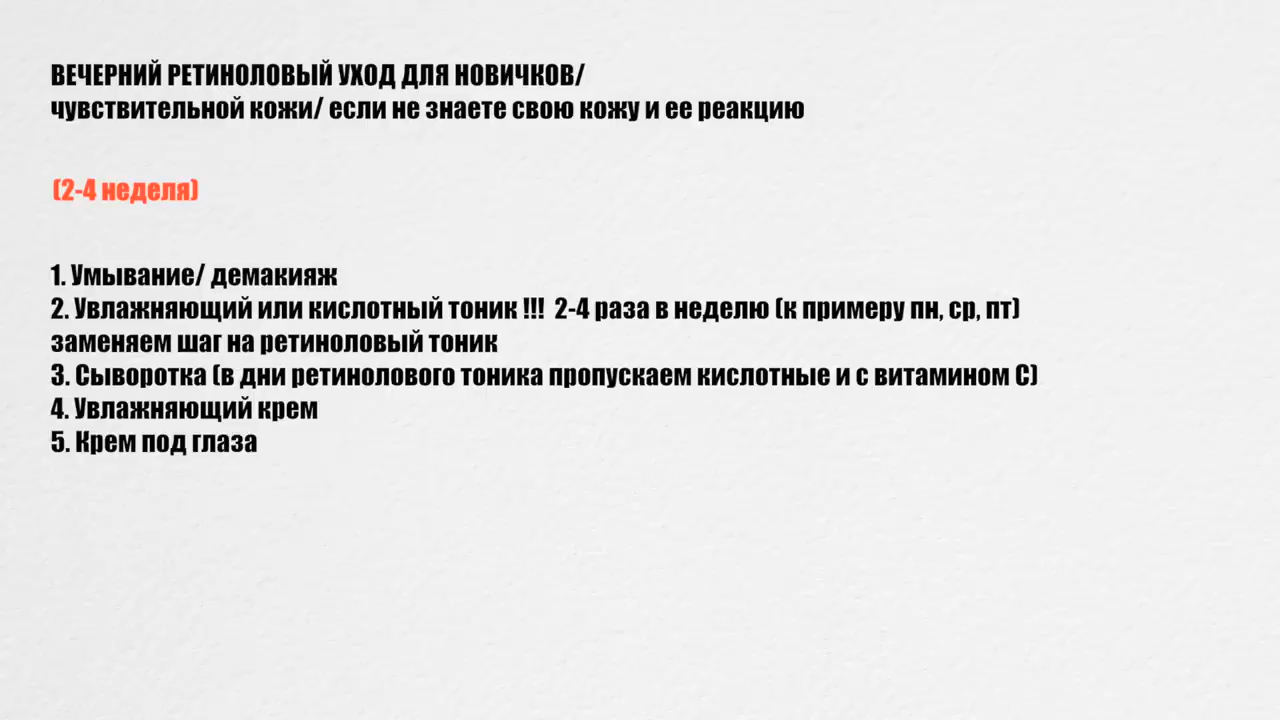 ВЕЧЕРНИЙ РЕТИНОЛОВЫЙ УХОД ДЛЯ НОВИЧКОВ/
чувствительной кожи/ если не знаете свою кожу и ее реакцию
(2-4 неделя)
1. Умывание/ демакияж
2. Увлажняющий или кислотный тоник !!! 2-4 раза в неделю (к примеру пн, ср, пт)
заменяем шаг на ретиноловый тоник
3. Сыворотка (в дни ретинолового тоника пропускаем кислотные и с витамином С)
4. Увлажняющий крем
5. Крем под глаза